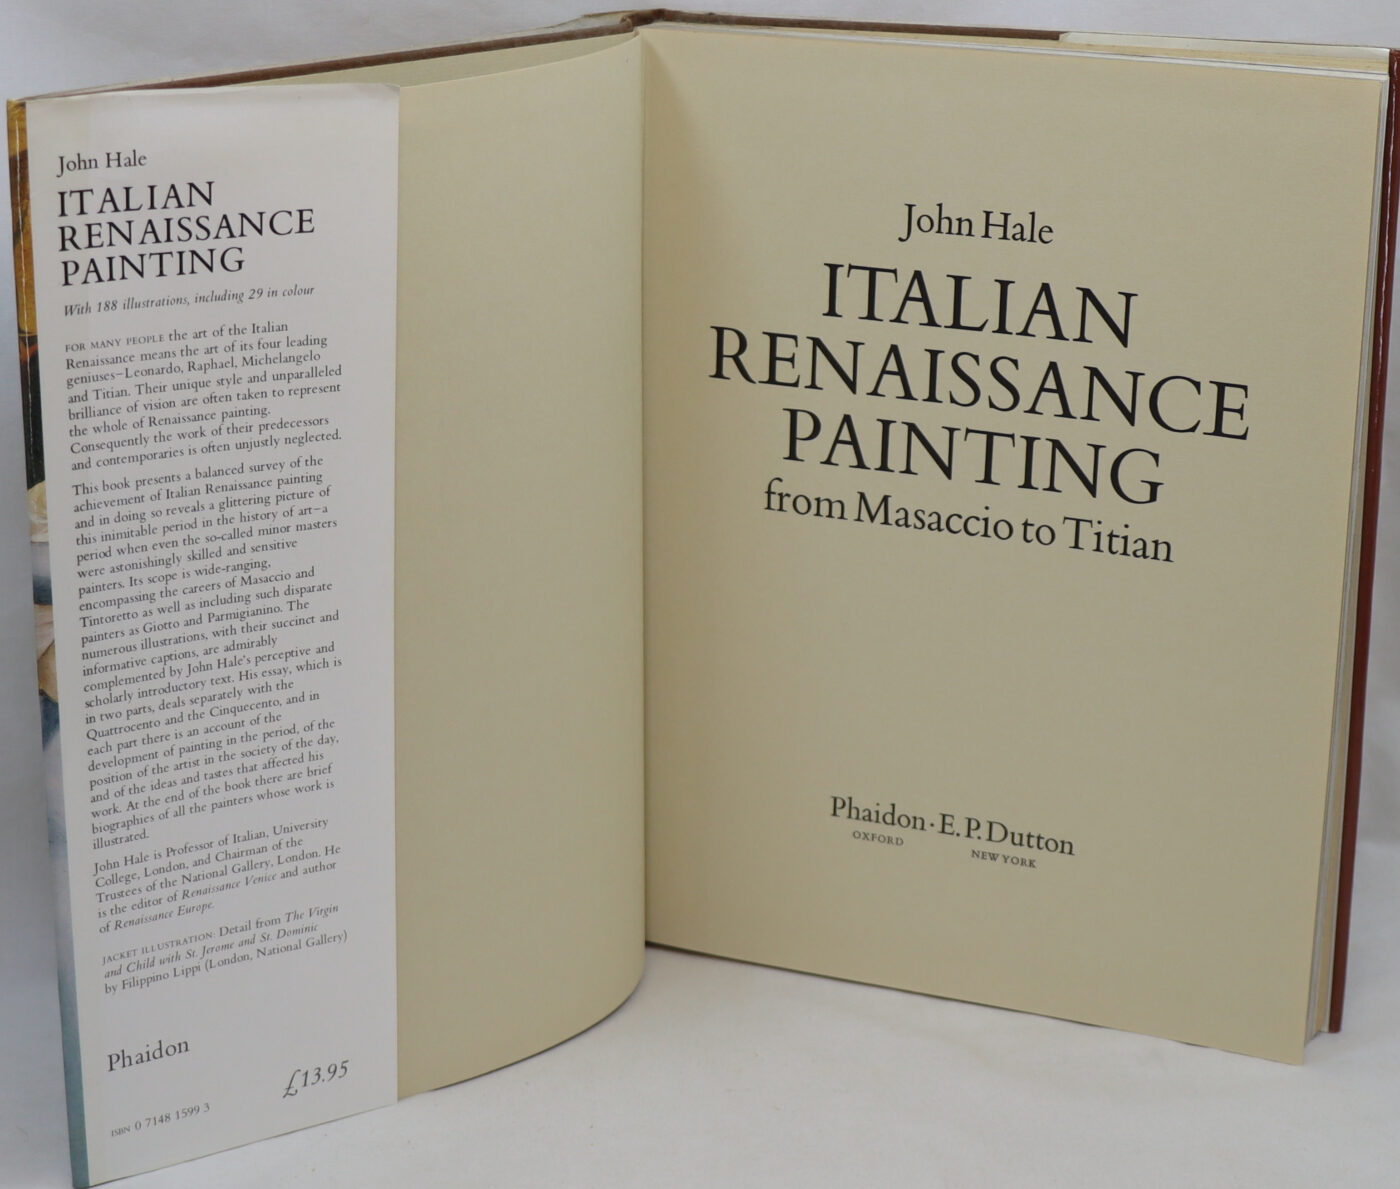 John Hale
ITALIAN
RENAISSANCE
PAINTING
With 188 illustrations, including 29 in colour
FOR MANY PEOPLE the art of the Italian
Renaissance means the art of its four leading
geniuses–Leonardo, Raphael, Michelangelo
and Titian. Their unique style and unparalleled
brilliance of vision are often taken to represent
the whole of Renaissance painting.
Consequently the work of their predecessors
and contemporaries is often unjustly neglected.
This book presents a balanced survey of the
achievement of Italian Renaissance painting
and in doing so reveals a glittering picture of
this inimitable period in the history of art–a
period when even the so-called minor masters
were astonishingly skilled and sensitive
painters. Its scope is wide-ranging,
encompassing the careers of Masaccio and
Tintoretto as well as including such disparate
painters as Giotto and Parmigianino. The
numerous illustrations, with their succinct and
informative captions, are admirably
complemented by John Hale's perceptive and
scholarly introductory text. His essay, which is
in two parts, deals separately with the
Quattrocento and the Cinquecento, and in
each part there is an account of the
development of painting in the period, of the
position of the artist in the society of the day,
and of the ideas and tastes that affected his
work. At the end of the book there are brief
biographies of all the painters whose work is
illustrated.
John Hale is Professor of Italian, University
College, London, and Chairman of the
Trustees of the National Gallery, London. He
is the editor of Renaissance Venice and author
of Renaissance Europe.
JACKET ILLUSTRATION: Detail from The Virgin
and Child with St. Jerome and St. Dominic
by Filippino Lippi (London, National Gallery)
Phaidon
£13.95
ISBN 0 7148 1599 3
John Hale
ITALIAN
RENAISSANCE
PAINTING
from Masaccio to Titian
Phaidon · E.P. Dutton
OXFORD NEW YORK